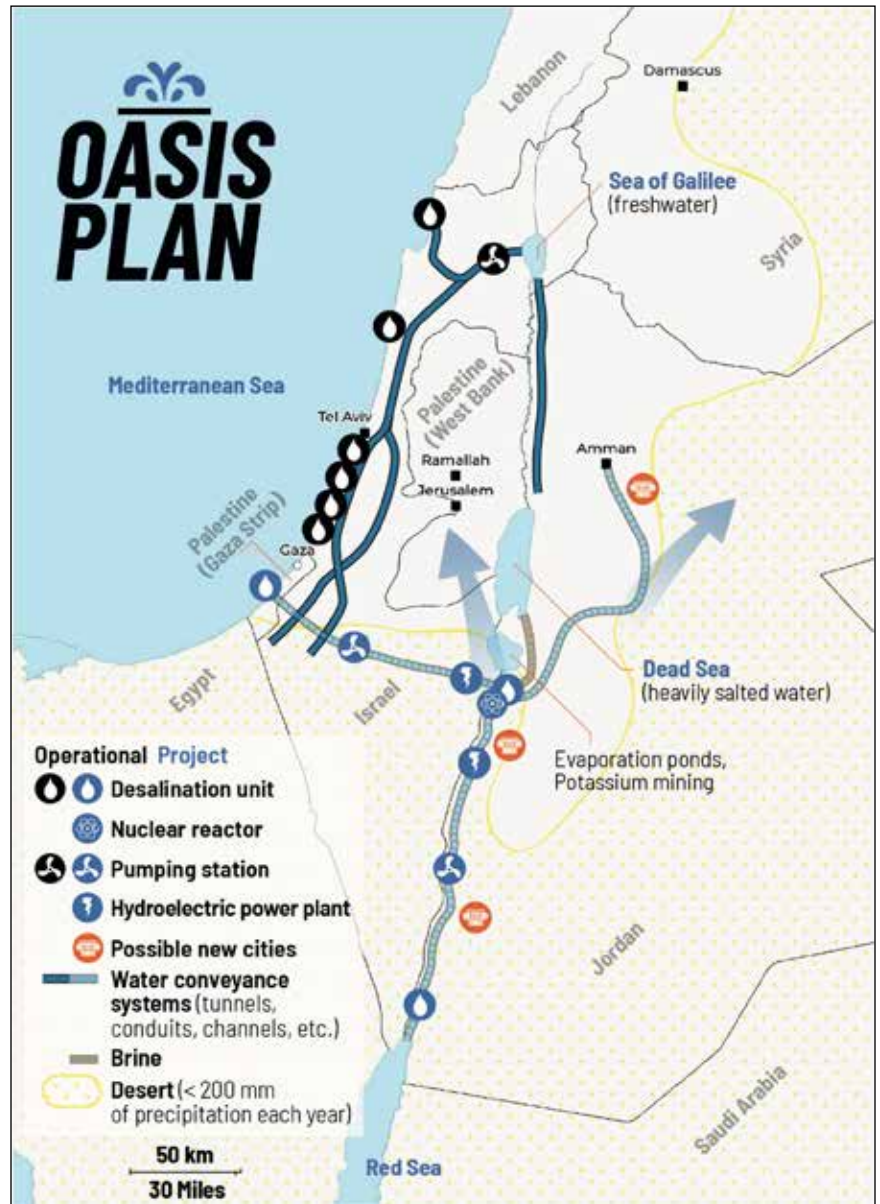 OASIS
PLAN
Lebanon
Damascus
Sea of Galilee
(freshwater)
Syria
Mediterranean Sea
Palestine
(West Bank)
Tel Aviv
Ramallah
Jerusalem
Amman
Palestine
(Gaza Strip)
Gaza
Egypt
Israel
Dead Sea
(heavily salted water)
Evaporation ponds,
Potassium mining
Jordan
Saudi Arabia
Red Sea
Operational Project
Desalination unit
Nuclear reactor
Pumping station
Hydroelectric power plant
Possible new cities
Water conveyance
systems (tunnels,
conduits, channels, etc.)
Brine
Desert (< 200 mm
of precipitation each year)
50 km
30 Miles